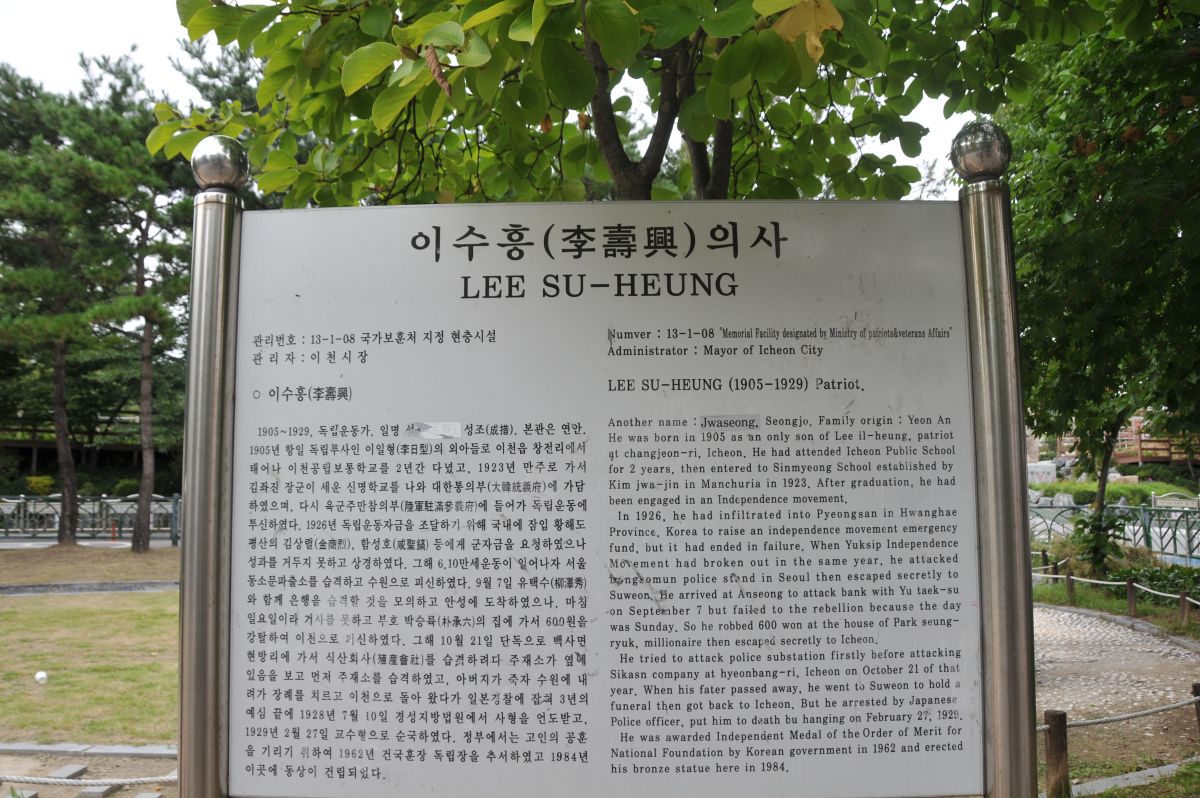 이수흥(李壽興)의사
LEE SU-HEUNG
관리번호 : 13-1-08 국가보훈처 지정 현충시설
관 리 자 : 이 천 시 장
○ 이수흥(李壽興)
1905~1929. 독립운동가. 일명 성조(成措). 본관은 연안.
1905년 항일 독립투사인 이일형(李日型)의 외아들로 이천읍 창전리에서
태어나 이천공립보통학교를 2년간 다녔고. 1923년 만주로 가서
김좌진 장군이 세운 신명학교를 나와 대한통의부(大韓統義府)에 가담
하였으며, 다시 육군주만참의부(陸軍駐滿參義府)에 들어가 독립운동에
투신하였다. 1926년 독립운동자금을 조달하기 위해 국내에 잠입 황해도
평산의 김상렬(金商烈), 함성호(咸聖鎬) 등에게 군자금을 요청하였으나
성과를 거두지 못하고 상경하였다. 그해 6.10만세운동이 일어나자 서울
동소문파출소를 습격하고 수원으로 피신하였다. 9월 7일 유택수(柳澤秀)
와 함께 은행을 습격할 것을 모의하고 안성에 도착하였으나. 마침
일요일이라 거사를 못하고 부호 박승륙(朴承六)의 집에 가서 600원을
강탈하여 이천으로 피신하였다. 그해 10월 21일 단독으로 백사면
현방리에 가서 식산회사(殖産會社)를 습격하려다 주재소가 옆에
있음을 보고 먼저 주재소를 습격하였고, 아버지가 죽자 수원에 내
려가 장례를 치르고 이천으로 돌아 왔다가 일본경찰에 잡혀 3년의
예심 끝에 1928년 7월 10일 경성지방법원에서 사형을 언도받고,
1929년 2월 27일 교수형으로 순국하였다. 정부에서는 고인의 공훈
을 기리기 위하여 1962년 건국훈장 독립장을 추서하였고 1984년
이곳에 동상이 건립되있다.
Numver : 13-1-08 "Memorial Facility designated by Ministry of patriots&veterans Affairs"
Administrator : Mayor of Icheon City
LEE SU-HEUNG (1905-1929) Patriot.
Another name : Jwaseong, Seongjo. Family origin : Yeon An
He was born in 1905 as an only son of Lee il-heung, patriot
at changjeon-ri, Icheon. He had attended Icheon Public School
for 2 years, then entered to Sinmyeong School established by
Kim jwa-jin in Manchuria in 1923. After graduation, he had
been engaged in an Independence movement.
In 1926, he had infiltrated into Pyeongsan in Hwanghae
Province, Korea to raise an independence movement emergency
fund, but it had ended in failure. When Yuksip Independence
Movement had broken out in the same year, he attacked
Dongsomun police stand in Seoul then escaped secretly to
Suweon. He arrived at Anseong to attack bank with Yu taek-su
on September 7 but failed to the rebellion because the day
was Sunday. So he robbed 600 won at the house of Park seung-
ryuk, millionaire then escaped secretly to Icheon.
He tried to attack police substation firstly before attacking
Sikasn company at hyeonbang-ri, Icheon on October 21 of that
year. When his fater passed away, he went to Suweon to hold a
funeral then got back to Icheon. But he arrested by Japanese
Police officer, put him to death bu hanging on February 27, 1929.
He was awarded Independent Medal of the Order of Merit for
National Foundation by Korean government in 1962 and erected
his bronze statue here in 1984.